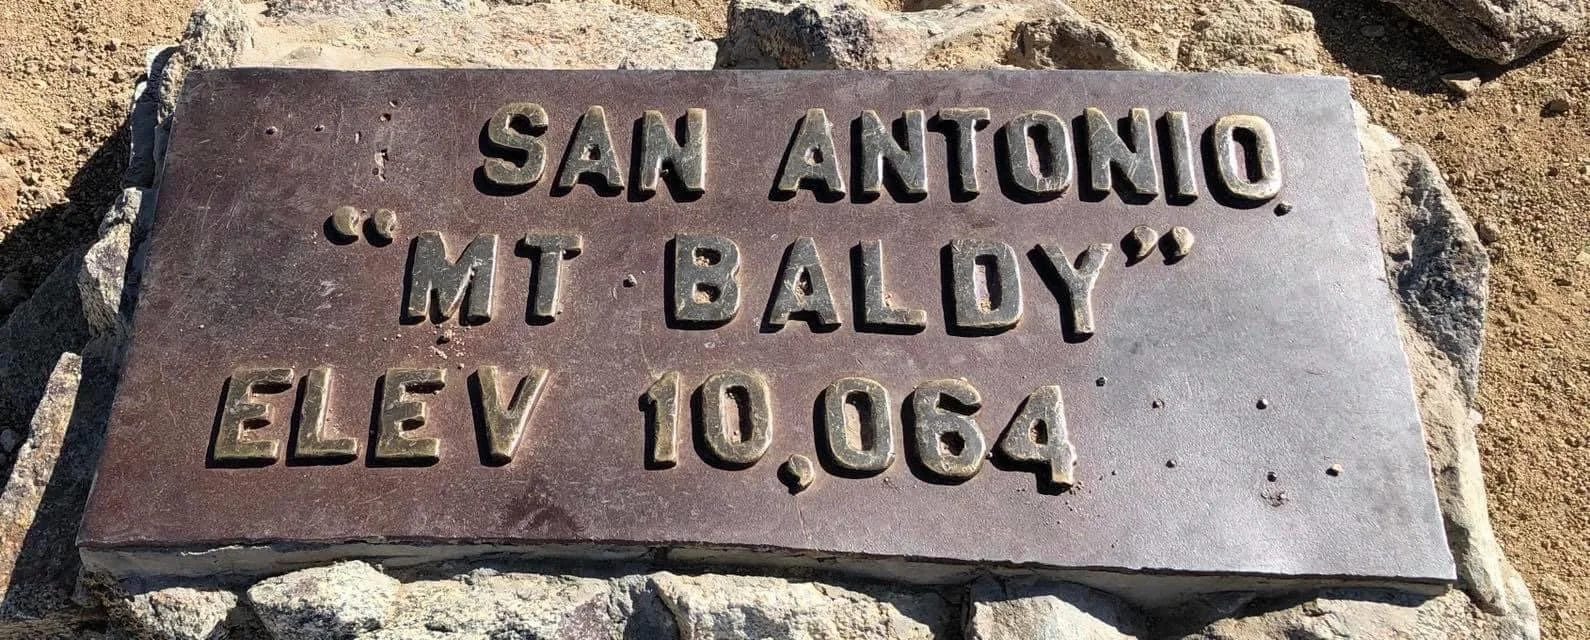 SAN ANTONIO
“MT BALDY”
ELEV 10,064